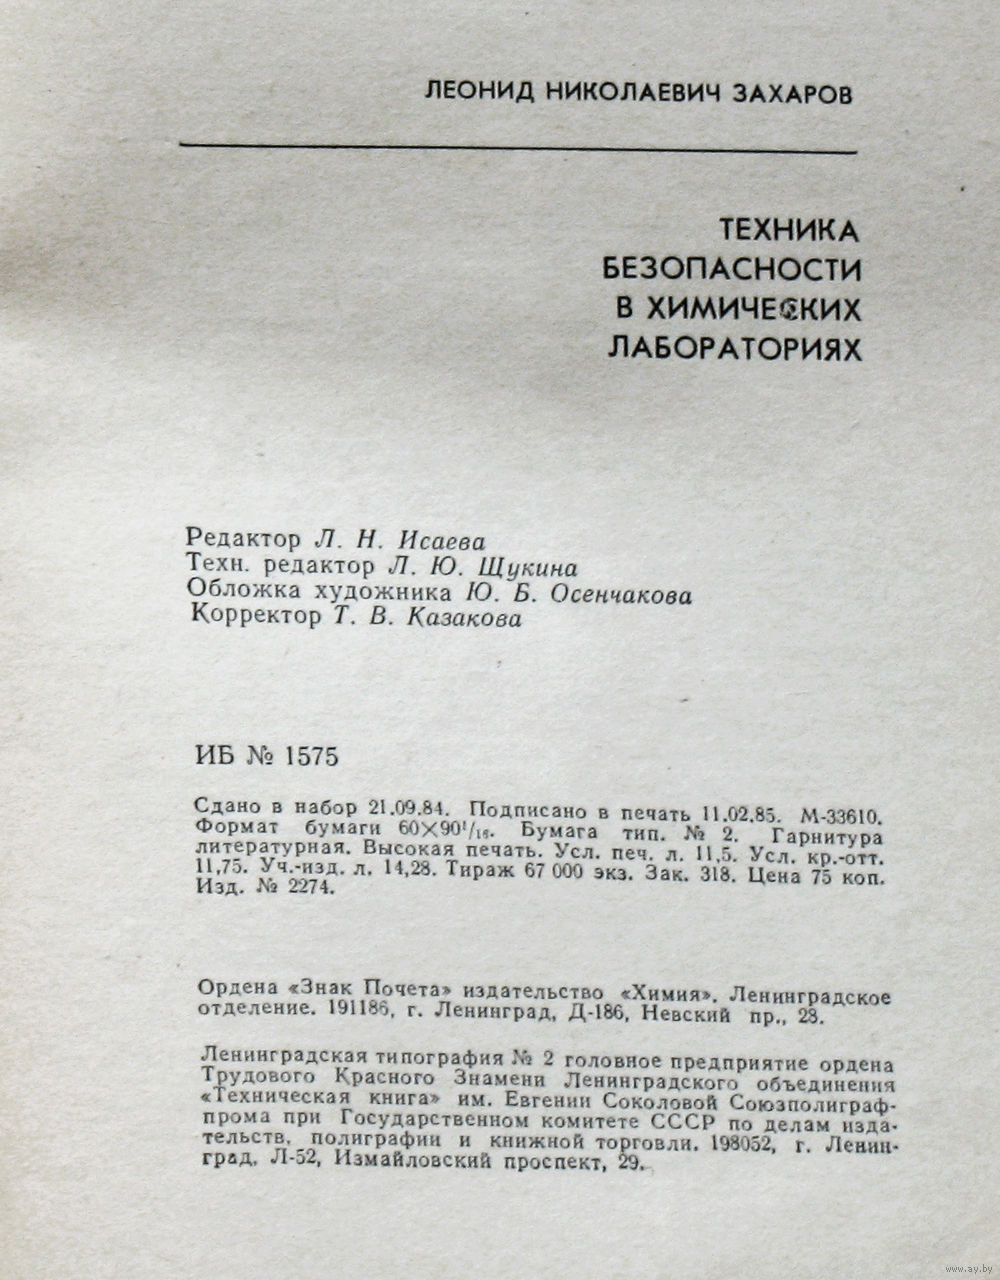 ЛЕОНИД НИКОЛАЕВИЧ ЗАХАРОВ
ТЕХНИКА
БЕЗОПАСНОСТИ
В ХИМИЧЕСКИХ
ЛАБОРАТОРИЯХ
Редактор Л. Н. Исаева
Техн. редактор Л. Ю. Щукина
Обложка художника Ю. Б. Осенчакова
Корректор Т. В. Казакова
ИБ № 1575
Сдано в набор 21.09.84. Подписано в печать 11.02.85. М-33610.
Формат бумаги 60×90¹/₁₆. Бумага тип. № 2. Гарнитура
литературная. Высокая печать. Усл. печ. л. 11,5. Усл. кр.-отт.
11,75. Уч.-изд. л. 14,28. Тираж 67 000 экз. Зак. 318. Цена 75 коп.
Изд. № 2274.
Ордена «Знак Почета» издательство «Химия». Ленинградское
отделение. 191186, г. Ленинград, Д-186, Невский пр., 28.
Ленинградская типография № 2 головное предприятие ордена
Трудового Красного Знамени Ленинградского объединения
«Техническая книга» им. Евгении Соколовой Союзполиграф-
прома при Государственном комитете СССР по делам изда-
тельств, полиграфии и книжной торговли. 198052, г. Ленин-
град, Л-52, Измайловский проспект, 29.
www.ay.by